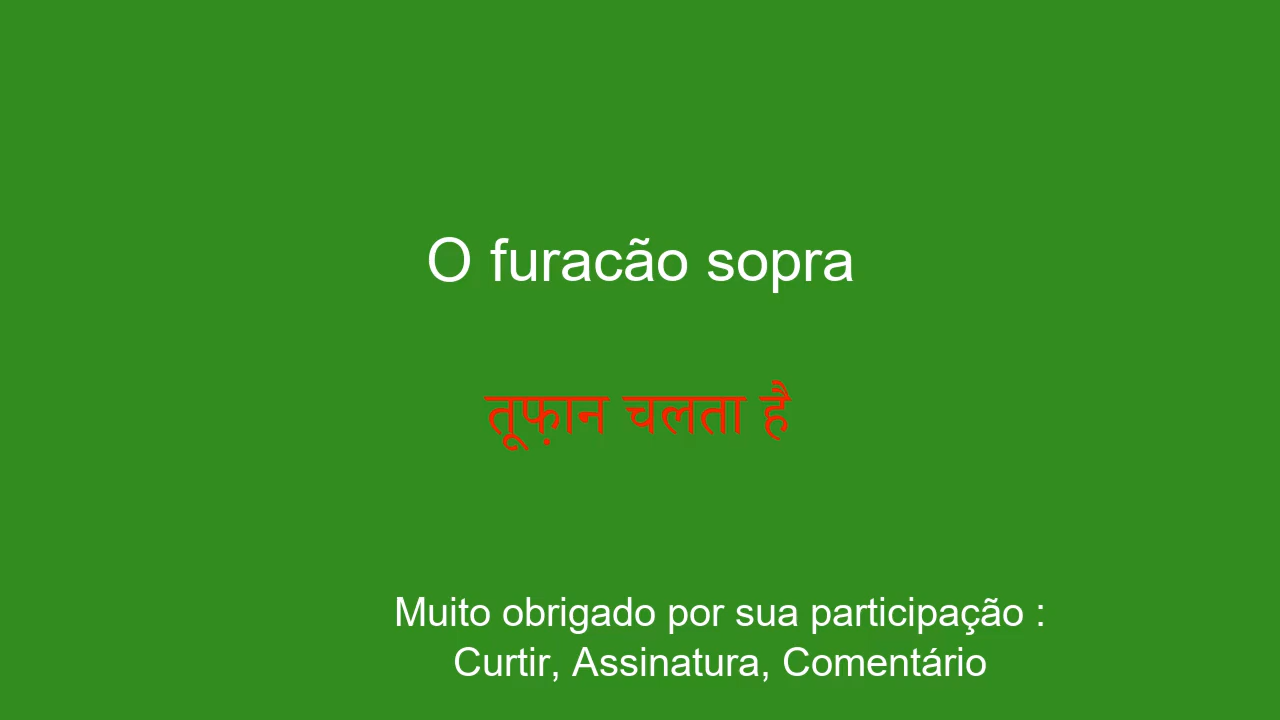 O furacão sopra
तूफ़ान चलता है
Muito obrigado por sua participação :
Curtir, Assinatura, Comentário